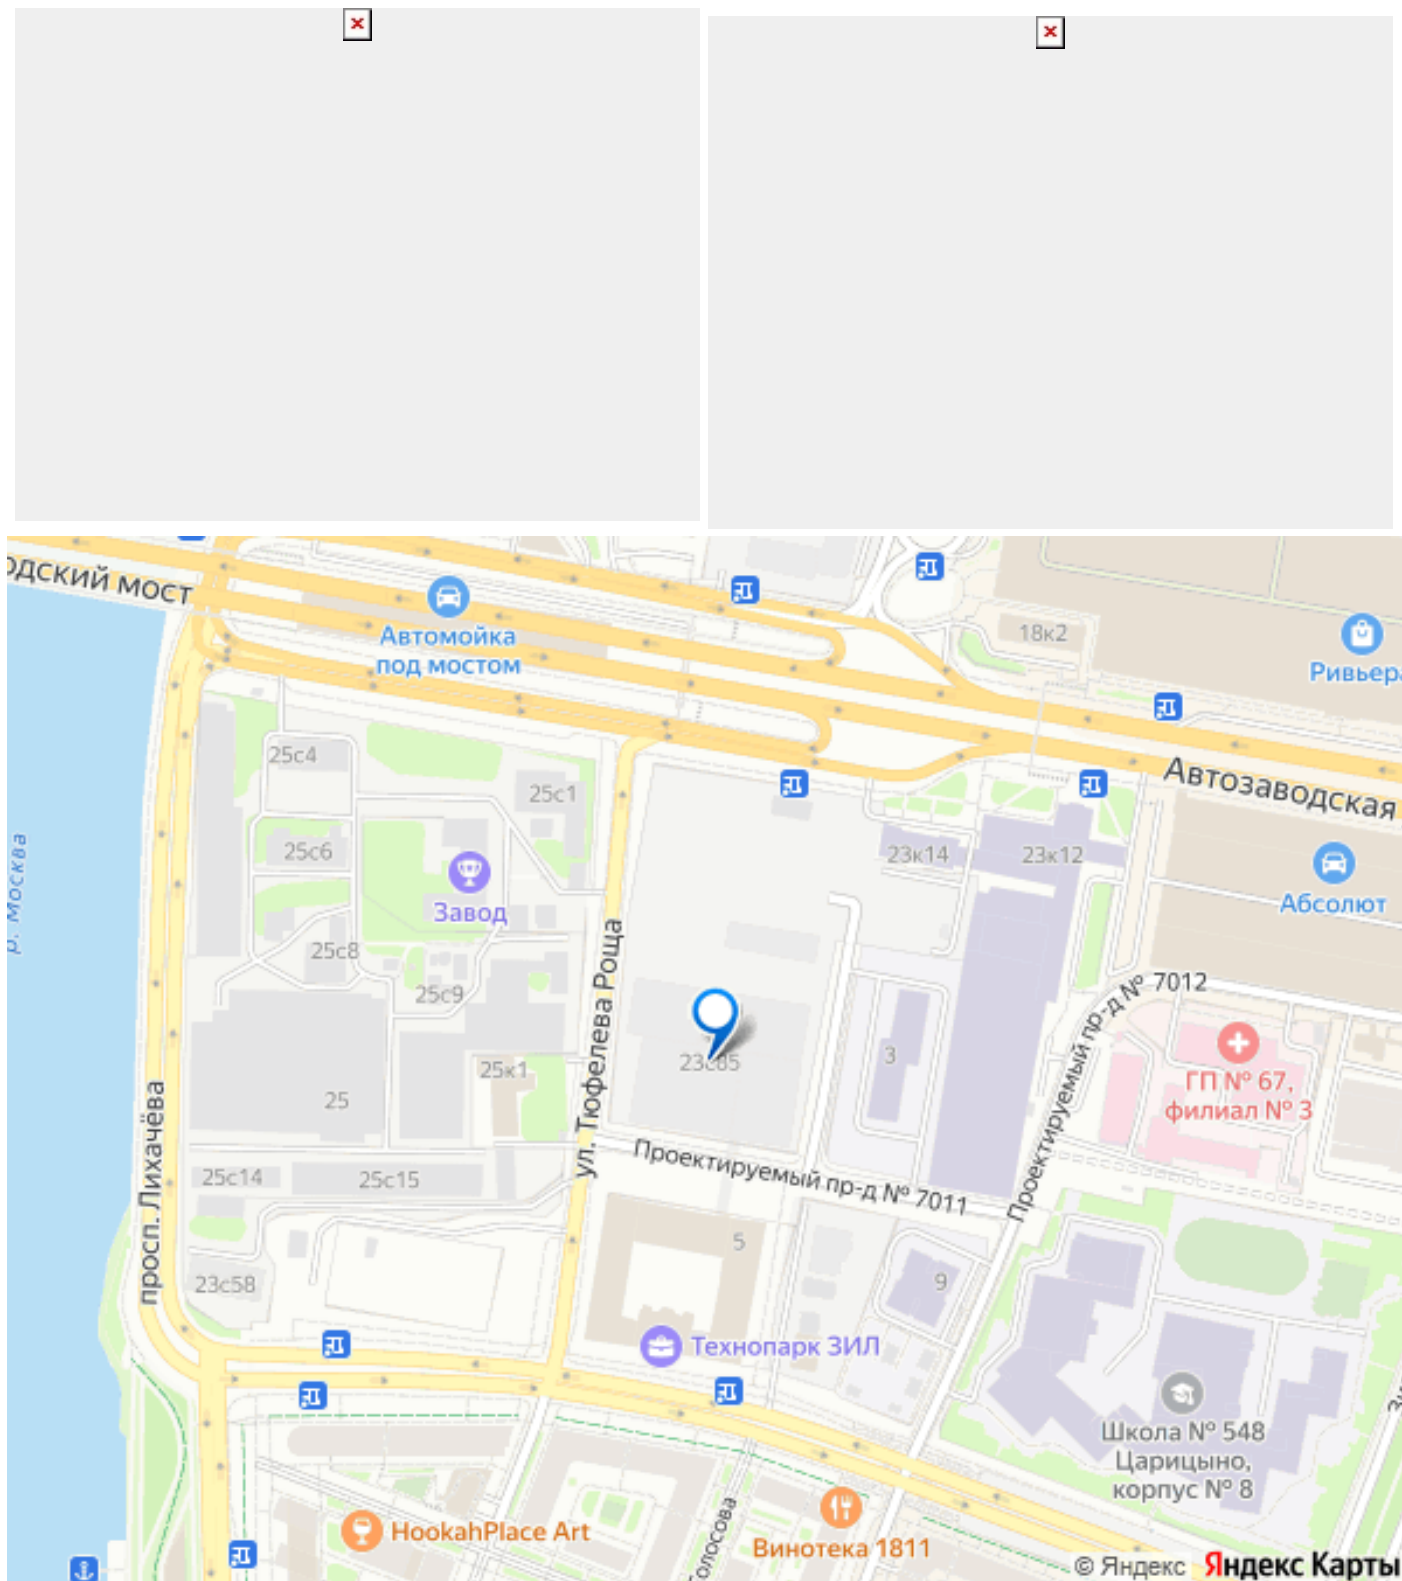 одский мост
Автомойка
под мостом
18к2
Ривьера
Автозаводская
25с4
25с1
25с6
23к14
23к12
Завод
Абсолют
р. Москва
25с8
25с9
ул. Тюфелева Роща
Проектируемый пр-д № 7012
23с85
3
25к1
25
ГП № 67,
филиал № 3
просп. Лихачёва
25с14
25с15
Проектируемый пр-д № 7011
5
9
23с58
Технопарк ЗИЛ
Школа № 548
Царицыно,
корпус № 8
HookahPlace Art
Голосова
Винотека 1811
© Яндекс Яндекс Карты